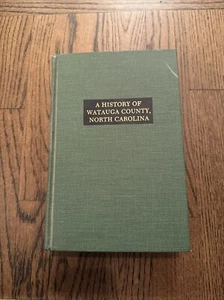 A HISTORY OF
WATAUGA COUNTY,
NORTH CAROLINA